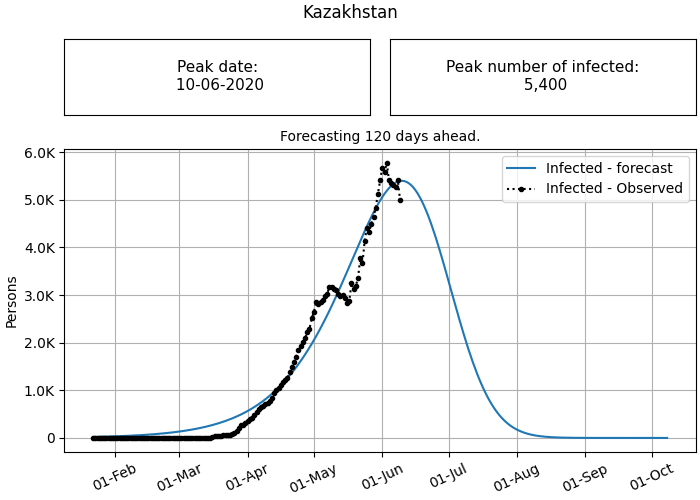 Kazakhstan
Peak date:
10-06-2020
Peak number of infected:
5,400
Forecasting 120 days ahead.
6.0K
5.0K
4.0K
3.0K
2.0K
1.0K
0
Persons
Infected - forecast
Infected - Observed
01-Feb
01-Mar
01-Apr
01-May
01-Jun
01-Jul
01-Aug
01-Sep
01-Oct